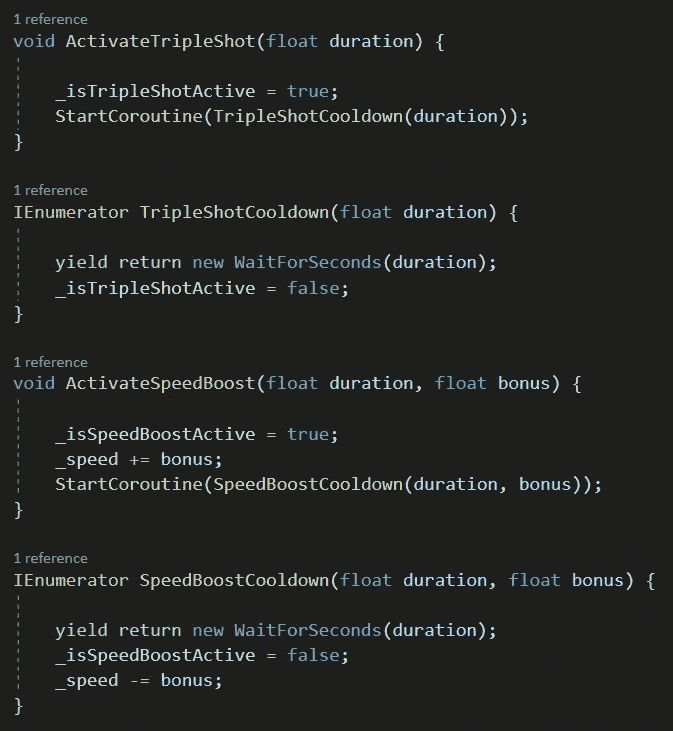 1 reference
void ActivateTripleShot(float duration) {
_isTripleShotActive = true;
StartCoroutine(TripleShotCooldown(duration));
}
1 reference
IEnumerator TripleShotCooldown(float duration) {
yield return new WaitForSeconds(duration);
_isTripleShotActive = false;
}
1 reference
void ActivateSpeedBoost(float duration, float bonus) {
_isSpeedBoostActive = true;
_speed += bonus;
StartCoroutine(SpeedBoostCooldown(duration, bonus));
}
1 reference
IEnumerator SpeedBoostCooldown(float duration, float bonus) {
yield return new WaitForSeconds(duration);
_isSpeedBoostActive = false;
_speed -= bonus;
}